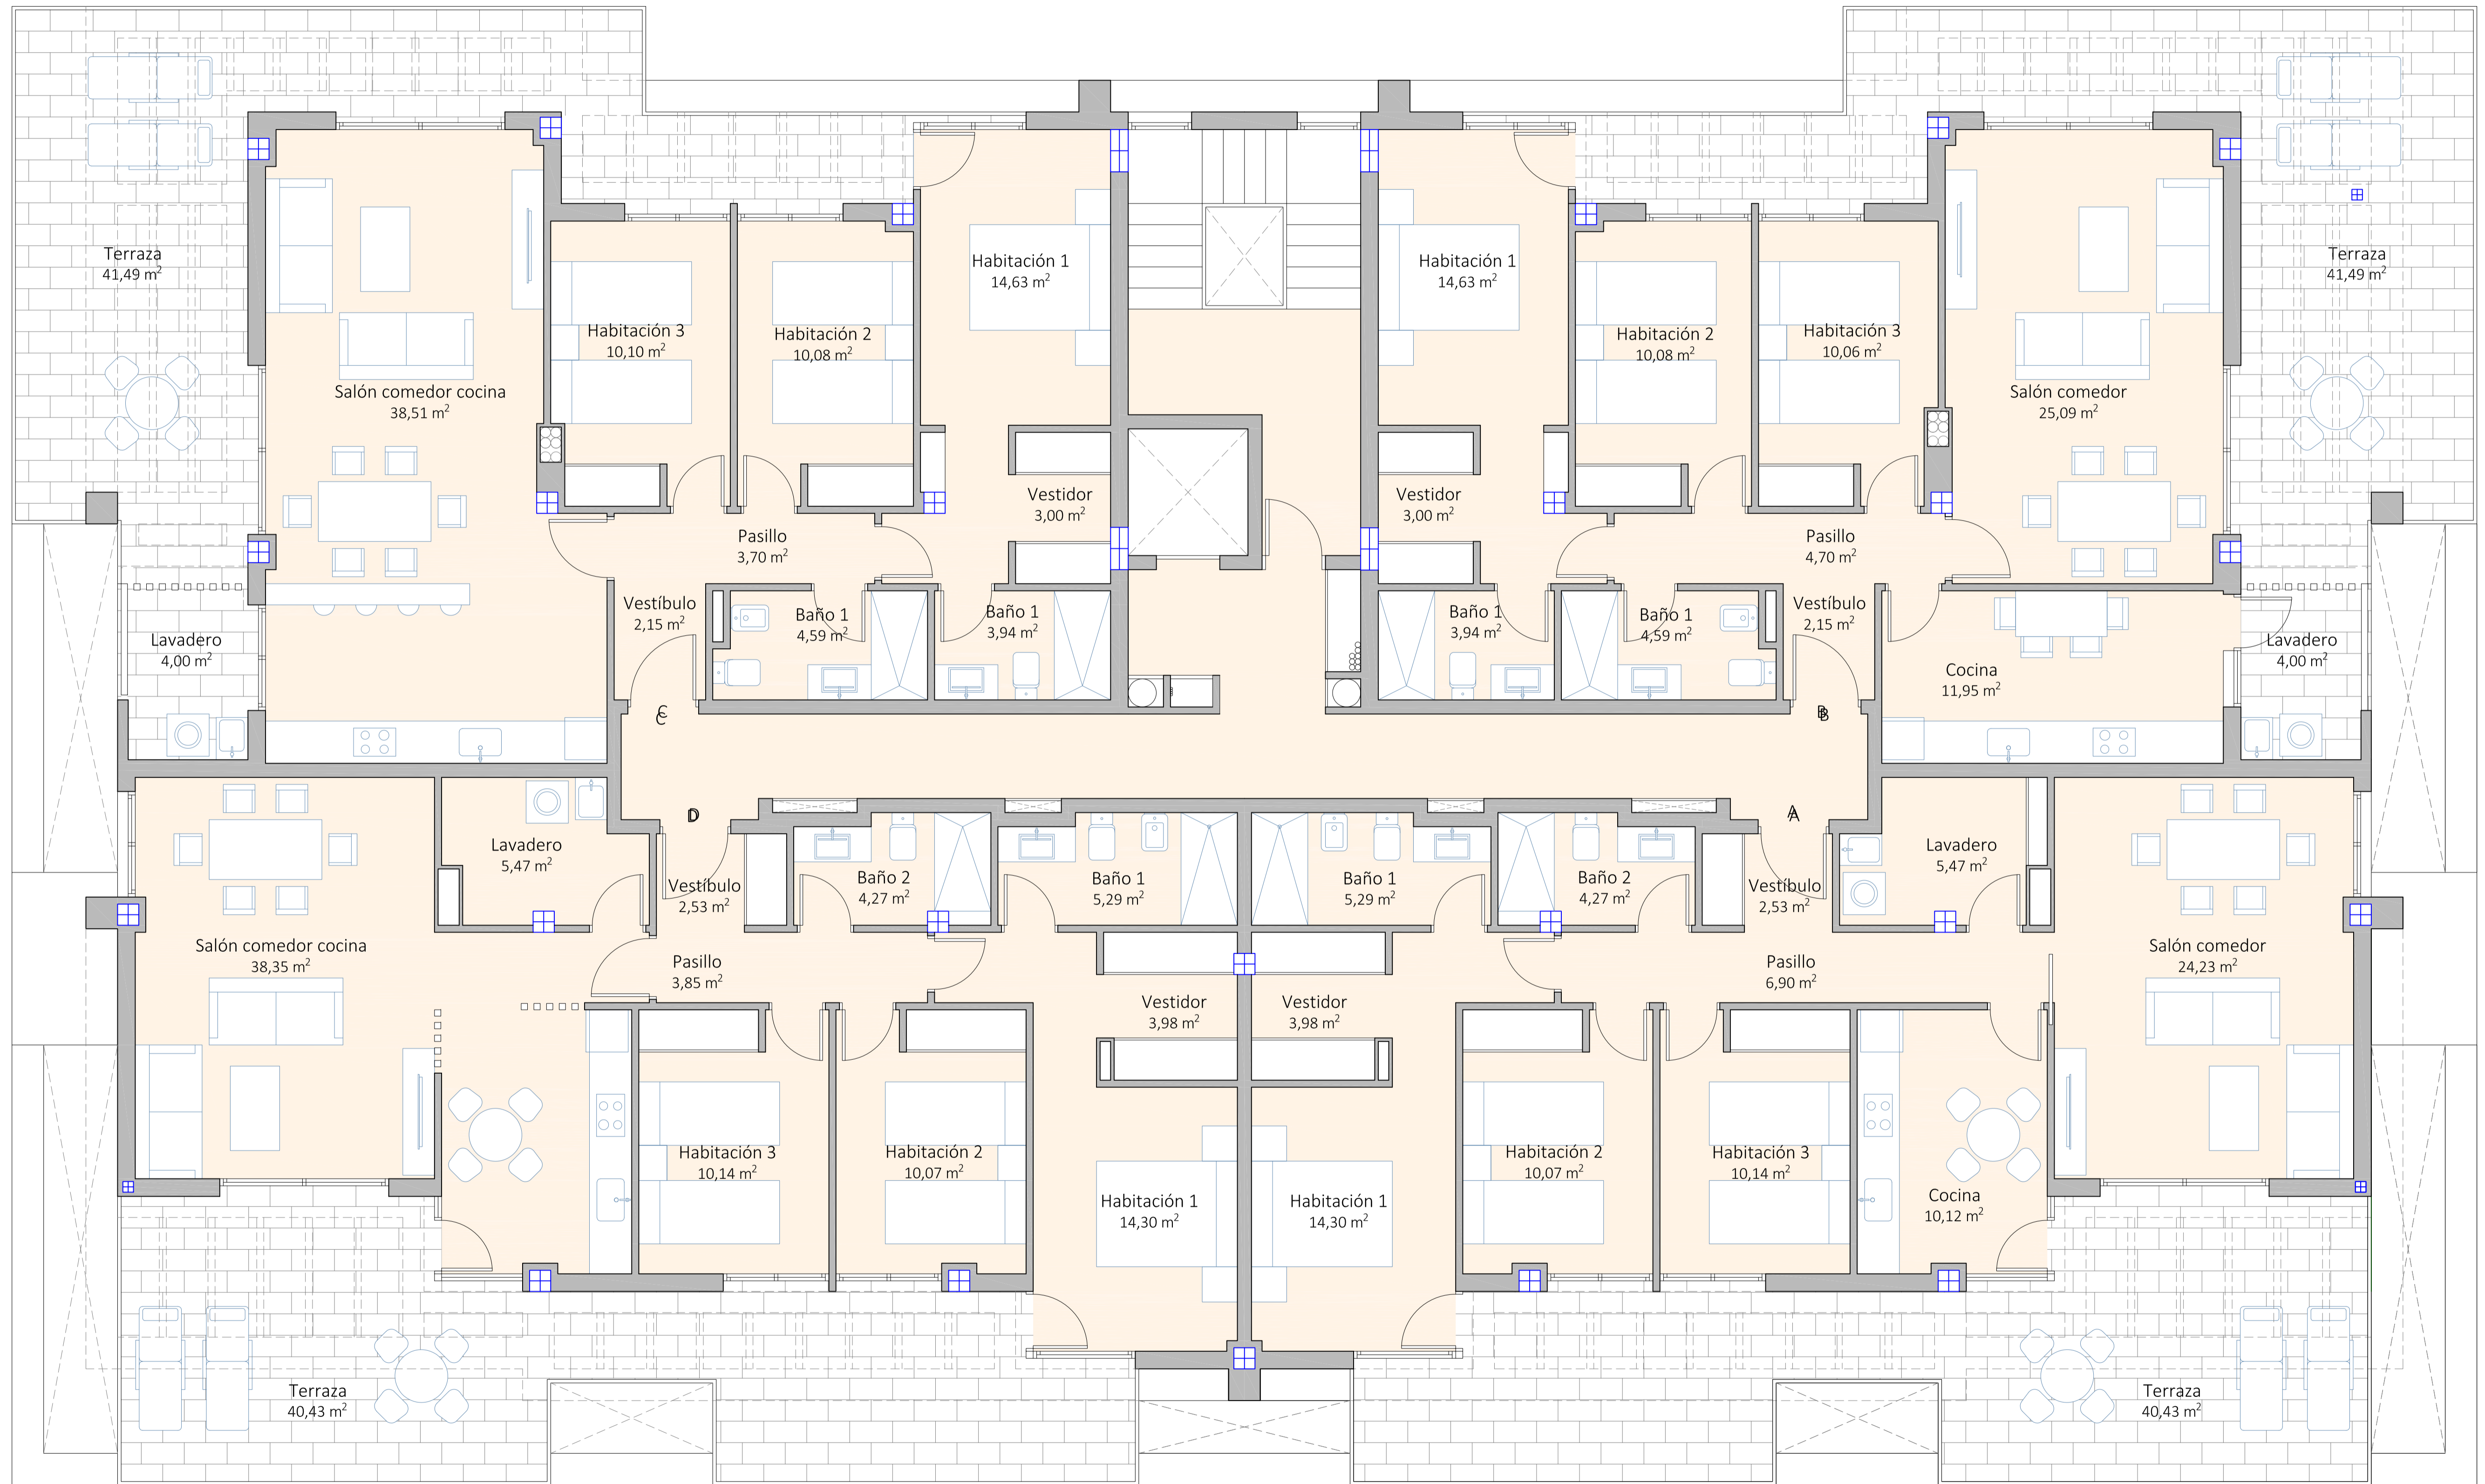 Terraza
41,49 m²
Salón comedor cocina
38,51 m²
Habitación 3
10,10 m²
Habitación 2
10,08 m²
Habitación 1
14,63 m²
Vestidor
3,00 m²
Pasillo
3,70 m²
Vestíbulo
2,15 m²
Baño 1
4,59 m²
Baño 1
3,94 m²
Lavadero
4,00 m²
C
C
Habitación 1
14,63 m²
Habitación 2
10,08 m²
Habitación 3
10,06 m²
Salón comedor
25,09 m²
Terraza
41,49 m²
Vestidor
3,00 m²
Pasillo
4,70 m²
Baño 1
3,94 m²
Baño 1
4,59 m²
Vestíbulo
2,15 m²
Cocina
11,95 m²
Lavadero
4,00 m²
B
B
D
D
Lavadero
5,47 m²
Vestíbulo
2,53 m²
Baño 2
4,27 m²
Baño 1
5,29 m²
Salón comedor cocina
38,35 m²
Pasillo
3,85 m²
Vestidor
3,98 m²
Habitación 3
10,14 m²
Habitación 2
10,07 m²
Habitación 1
14,30 m²
Terraza
40,43 m²
A
A
Baño 1
5,29 m²
Baño 2
4,27 m²
Vestíbulo
2,53 m²
Lavadero
5,47 m²
Vestidor
3,98 m²
Pasillo
6,90 m²
Salón comedor
24,23 m²
Habitación 1
14,30 m²
Habitación 2
10,07 m²
Habitación 3
10,14 m²
Cocina
10,12 m²
Terraza
40,43 m²